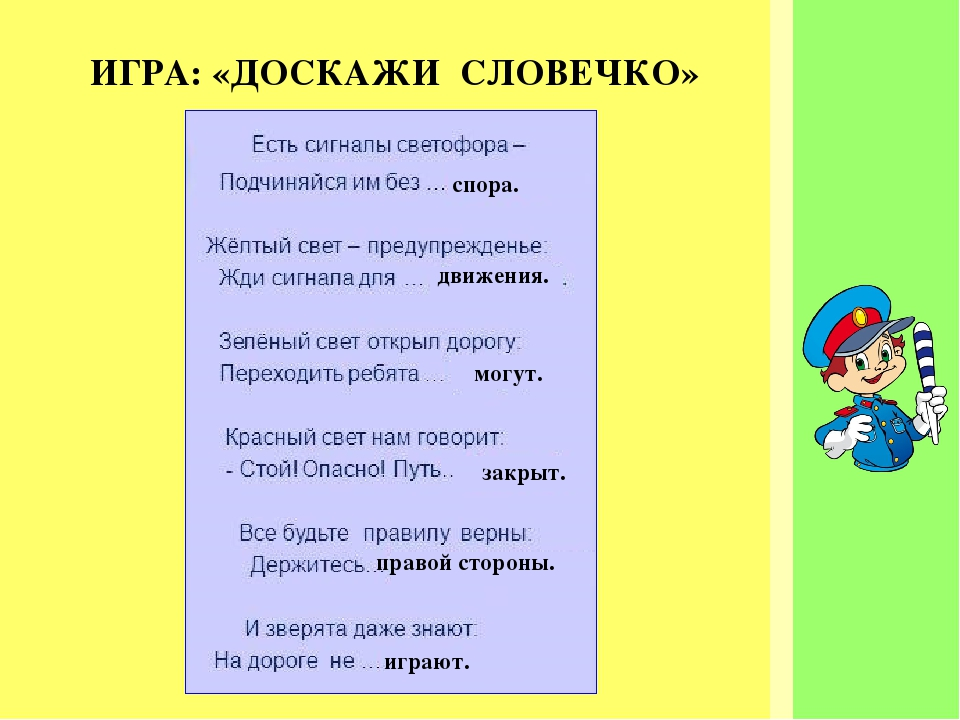 ИГРА: «ДОСКАЖИ СЛОВЕЧКО»
Есть сигналы светофора –
Подчиняйся им без … спора.
Жёлтый свет – предупрежденье:
Жди сигнала для … движения. .
Зелёный свет открыл дорогу:
Переходить ребята … могут.
Красный свет нам говорит:
- Стой! Опасно! Путь.. закрыт.
Все будьте правилу верны:
Держитесь... правой стороны.
И зверята даже знают:
На дороге не … играют.